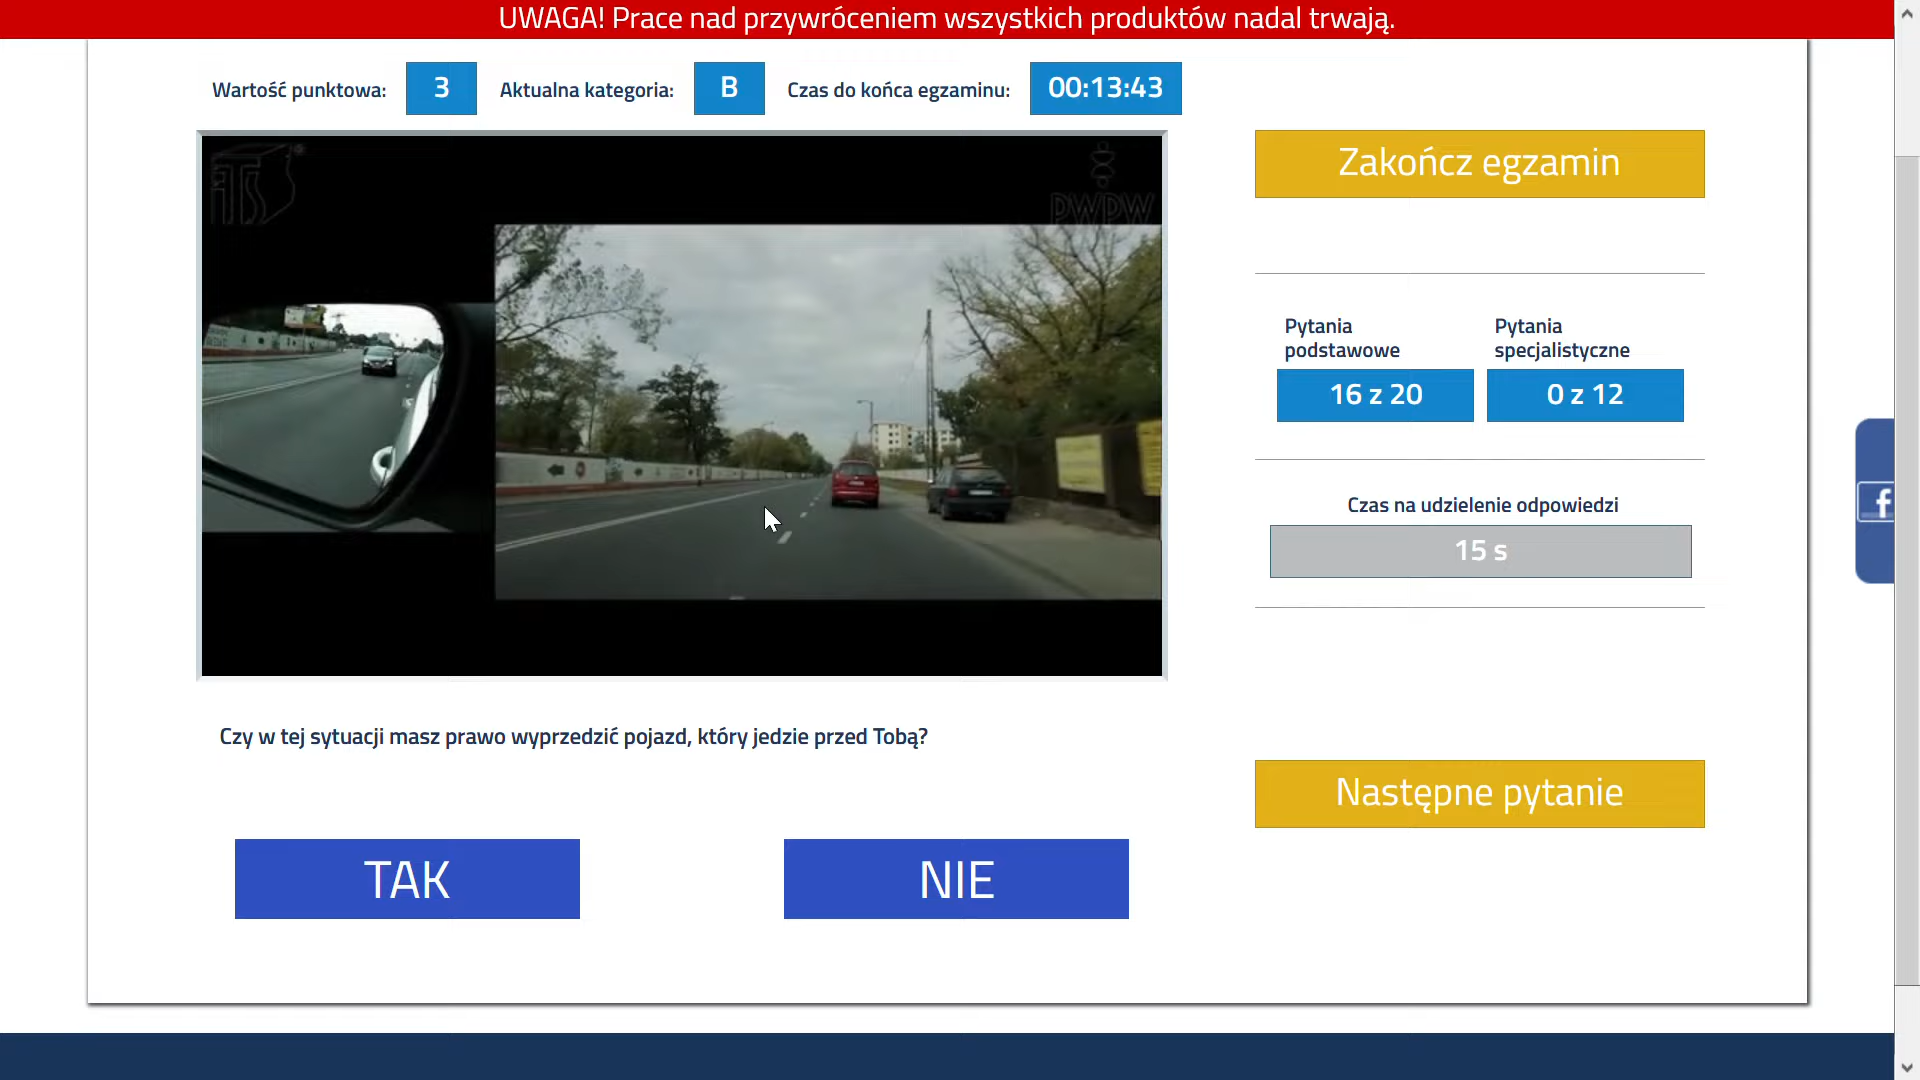 UWAGA! Prace nad przywróceniem wszystkich produktów nadal trwają.
Wartość punktowa: 3 Aktualna kategoria: B Czas do końca egzaminu: 00:13:43
ITS
PWPW
Zakończ egzamin
Pytania podstawowe
Pytania specjalistyczne
16 z 20
0 z 12
Czas na udzielenie odpowiedzi
15 s
Czy w tej sytuacji masz prawo wyprzedzić pojazd, który jedzie przed Tobą?
Następne pytanie
TAK
NIE
f